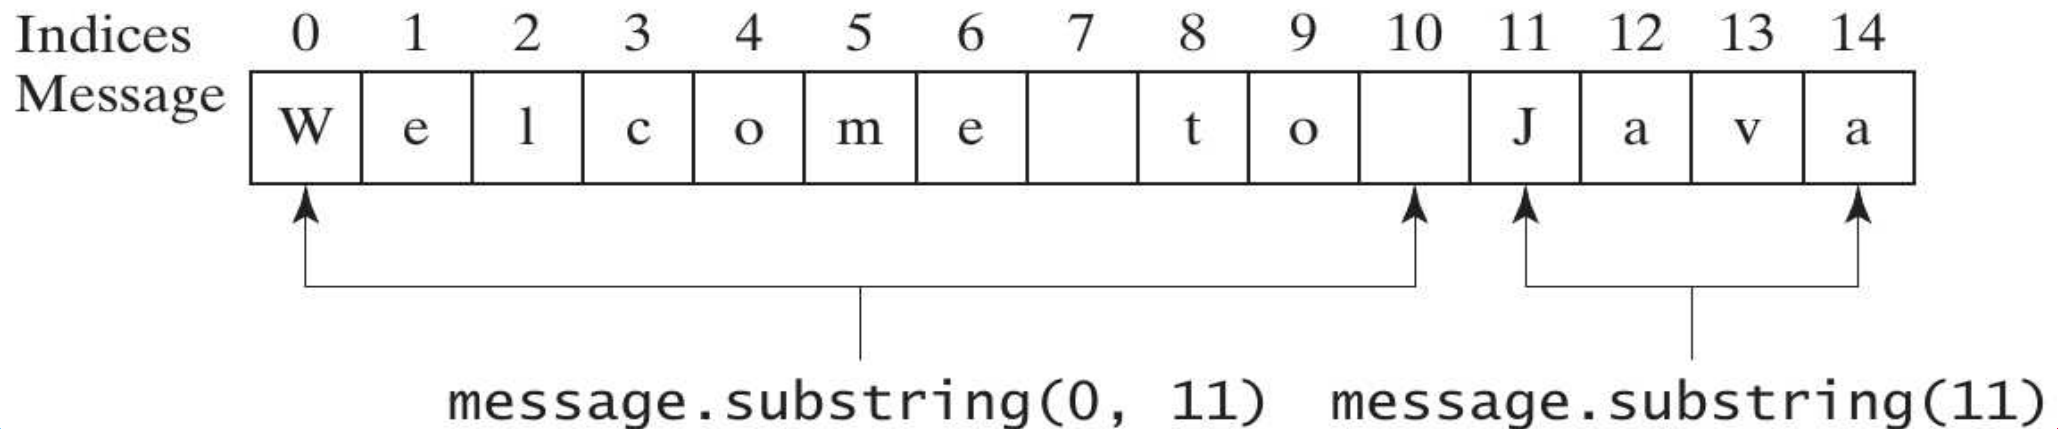 Indices 0 1 2 3 4 5 6 7 8 9 10 11 12 13 14
Message W e l c o m e t o J a v a
message.substring(0, 11) message.substring(11)